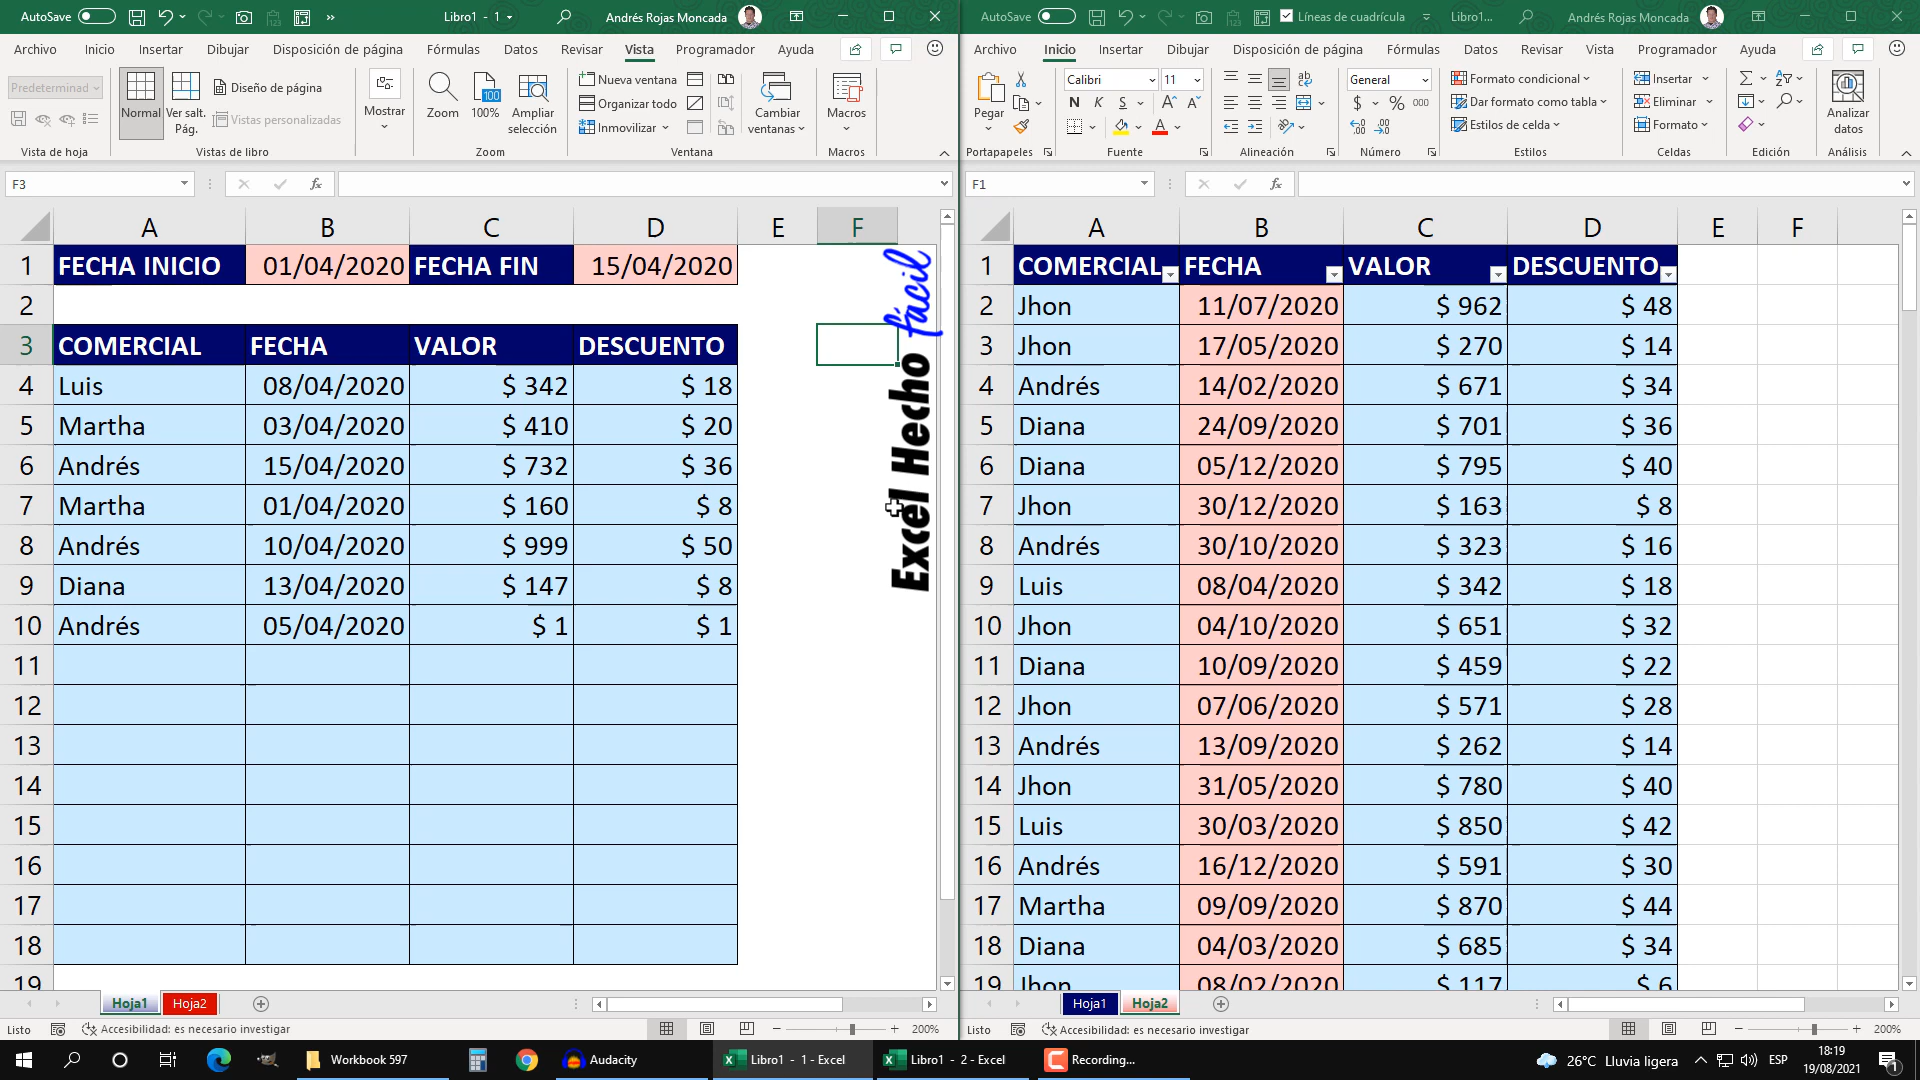 AutoSave Libro1 - 1 Andrés Rojas Moncada
Archivo Inicio Insertar Dibujar Disposición de página Fórmulas Datos Revisar Vista Programador Ayuda
Predeterminad
Normal
Ver salt. Pág.
Diseño de página
Vistas personalizadas
Mostrar
Zoom
100%
Ampliar selección
Nueva ventana
Organizar todo
Inmovilizar
Cambiar ventanas
Macros
Vista de hoja Vistas de libro Zoom Ventana Macros
F3
A B C D E F
1 FECHA INICIO 01/04/2020 FECHA FIN 15/04/2020
2
3 COMERCIAL FECHA VALOR DESCUENTO
4 Luis 08/04/2020 $ 342 $ 18
5 Martha 03/04/2020 $ 410 $ 20
6 Andrés 15/04/2020 $ 732 $ 36
7 Martha 01/04/2020 $ 160 $ 8
8 Andrés 10/04/2020 $ 999 $ 50
9 Diana 13/04/2020 $ 147 $ 8
10 Andrés 05/04/2020 $ 1 $ 1
11
12
13
14
15
16
17
18
19
Excel Hecho fácil
Hoja1 Hoja2
Listo Accesibilidad: es necesario investigar 200%
AutoSave Líneas de cuadrícula Libro1... Andrés Rojas Moncada
Archivo Inicio Insertar Dibujar Disposición de página Fórmulas Datos Revisar Vista Programador Ayuda
Pegar
Calibri 11
N K S
General
$ % 000
Formato condicional
Dar formato como tabla
Estilos de celda
Insertar
Eliminar
Formato
Analizar datos
Portapapeles Fuente Alineación Número Estilos Celdas Edición Análisis
F1
A B C D E F
1 COMERCIAL FECHA VALOR DESCUENTO
2 Jhon 11/07/2020 $ 962 $ 48
3 Jhon 17/05/2020 $ 270 $ 14
4 Andrés 14/02/2020 $ 671 $ 34
5 Diana 24/09/2020 $ 701 $ 36
6 Diana 05/12/2020 $ 795 $ 40
7 Jhon 30/12/2020 $ 163 $ 8
8 Andrés 30/10/2020 $ 323 $ 16
9 Luis 08/04/2020 $ 342 $ 18
10 Jhon 04/10/2020 $ 651 $ 32
11 Diana 10/09/2020 $ 459 $ 22
12 Jhon 07/06/2020 $ 571 $ 28
13 Andrés 13/09/2020 $ 262 $ 14
14 Jhon 31/05/2020 $ 780 $ 40
15 Luis 30/03/2020 $ 850 $ 42
16 Andrés 16/12/2020 $ 591 $ 30
17 Martha 09/09/2020 $ 870 $ 44
18 Diana 04/03/2020 $ 685 $ 34
19 Jhon 08/02/2020 $ 117 $ 6
Hoja1 Hoja2
Listo Accesibilidad: es necesario investigar 200%
Workbook 597 Audacity Libro1 - 1 - Excel Libro1 - 2 - Excel Recording... 26°C Lluvia ligera ESP 18:19
19/08/2021 1